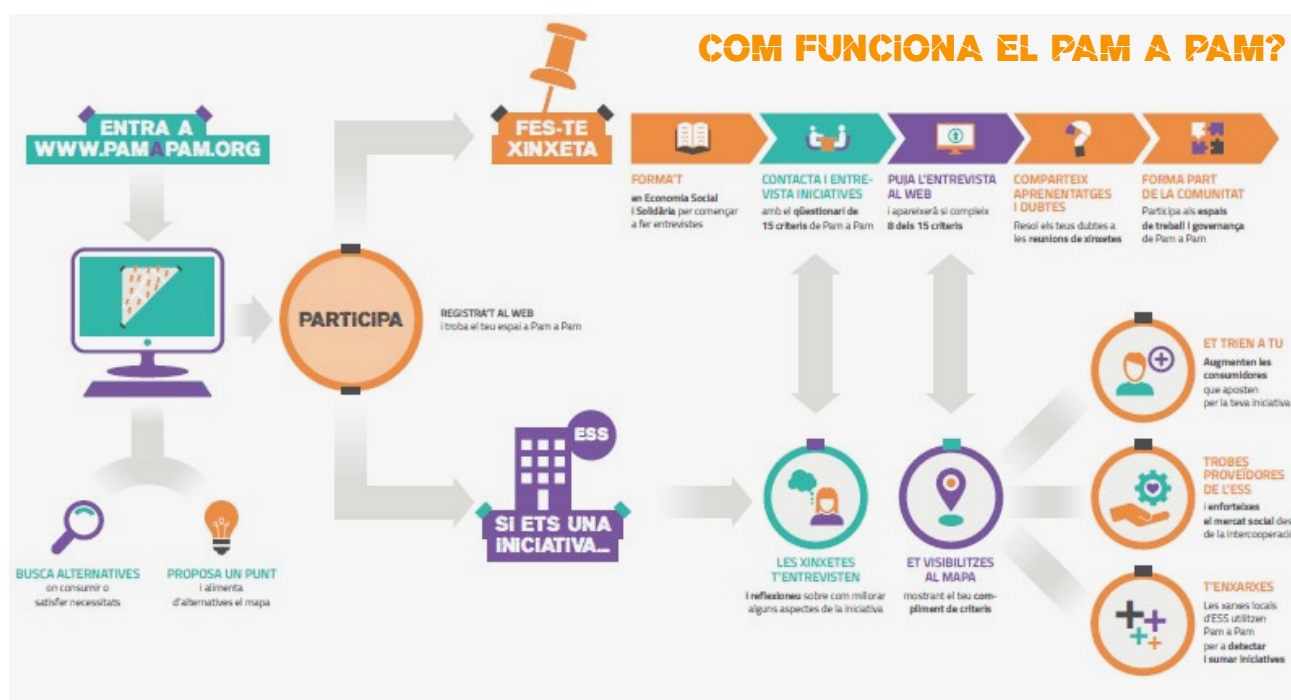 COM FUNCIONA EL PAM A PAM?
ENTRA A
WWW.PAMAPAM.ORG
FES-TE
XINXETA
FORMA'T
en Economia Social
i Solidària per començar
a fer entrevistes
CONTACTA I ENTRE-
VISTA INICIATIVES
amb el qüestionari de
15 criteris de Pam a Pam
PUJA L'ENTREVISTA
AL WEB
i apareixerà si compleix
8 dels 15 criteris
COMPARTEIX
APRENENTATGES
I DUBTES
Resol els teus dubtes a
les reunions de xinxetes
FORMA PART
DE LA COMUNITAT
Participa als espais
de treball i governança
de Pam a Pam
PARTICIPA
REGISTRA'T AL WEB
i troba el teu espai a Pam a Pam
BUSCA ALTERNATIVES
on consumir o
satisfer necessitats
PROPOSA UN PUNT
i alimenta
d'alternatives el mapa
ESS
SI ETS UNA
INICIATIVA...
LES XINXETES
T'ENTREVISTEN
i reflexioneu sobre com millorar
alguns aspectes de la iniciativa
ET VISIBILITZES
AL MAPA
mostrant el teu com-
pliment de criteris
ET TRIEN A TU
Augmenten les
consumidores
que aposten
per la teva iniciativa
TROBES
PROVEÏDORES
DE L'ESS
i enforteixes
el mercat social des
de la intercooperació
T'ENXARXES
Les xarxes locals
d'ESS utilitzen
Pam a Pam
per a detectar
i sumar iniciatives